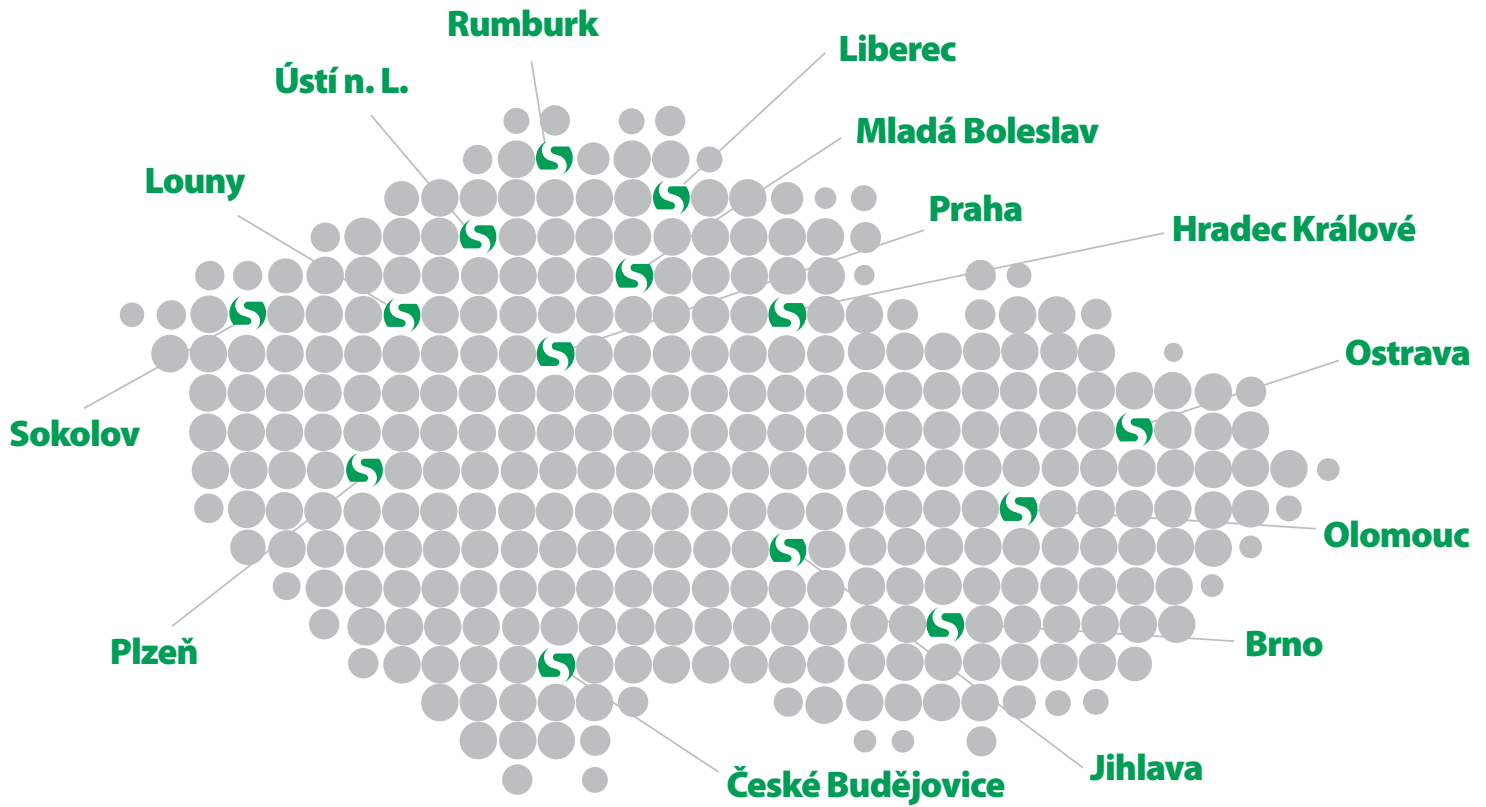 Rumburk
Liberec
Ústí n. L.
Mladá Boleslav
Louny
Praha
Hradec Králové
Ostrava
Sokolov
Olomouc
Plzeň
Brno
Jihlava
České Budějovice